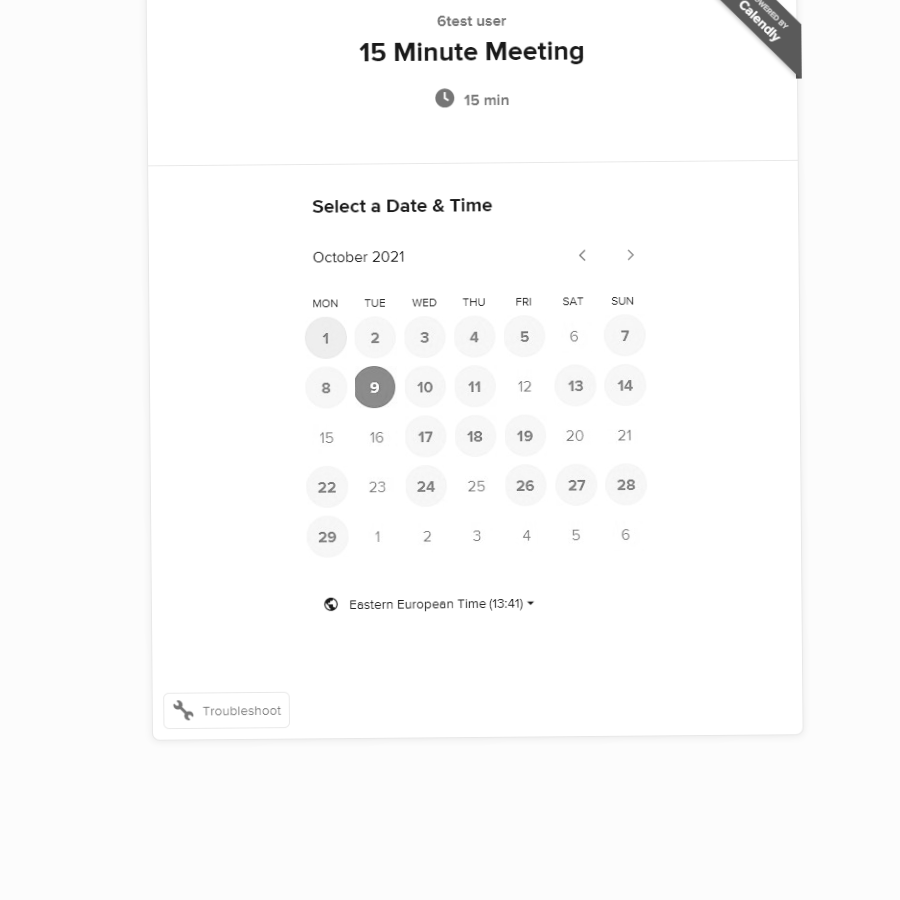 6test user
POWERED BY
Calendly
15 Minute Meeting
15 min
Select a Date & Time
October 2021
MON TUE WED THU FRI SAT SUN
1 2 3 4 5 6 7
8 9 10 11 12 13 14
15 16 17 18 19 20 21
22 23 24 25 26 27 28
29 1 2 3 4 5 6
Eastern European Time (13:41)
Troubleshoot